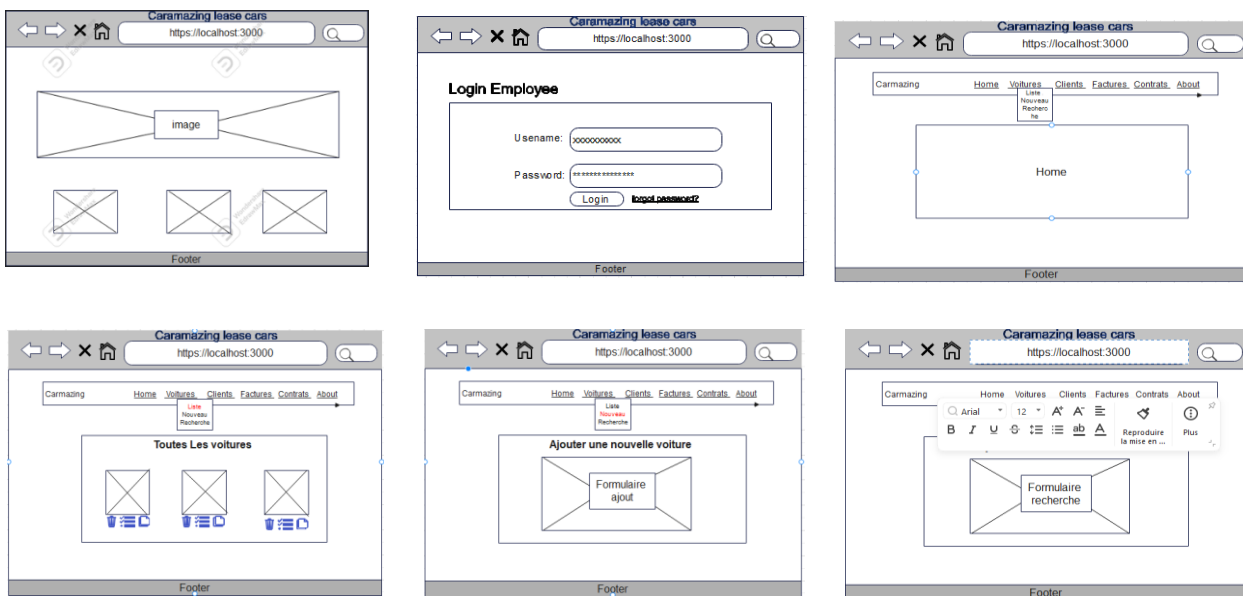 Caramazing lease cars
https://localhost:3000
image
Footer
Caramazing lease cars
https://localhost:3000
Login Employee
Usename: xxxxxxxxxx
Password: **************
Login forgot password?
Footer
Caramazing lease cars
https://localhost:3000
Carmazing Home Voitures Clients Factures Contrats About
Liste
Nouveau
Recherc
he
Home
Footer
Caramazing lease cars
https://localhost:3000
Carmazing Home Voitures Clients Factures Contrats About
Liste
Nouveau
Recherche
Toutes Les voitures
Footer
Caramazing lease cars
https://localhost:3000
Carmazing Home Voitures Clients Factures Contrats About
Liste
Nouveau
Recherche
Ajouter une nouvelle voiture
Formulaire
ajout
Footer
Caramazing lease cars
https://localhost:3000
Carmazing Home Voitures Clients Factures Contrats About
Arial 12 A+ A-
B I U S ab A
Reproduire
la mise en ...
Plus
Formulaire
recherche
Footer